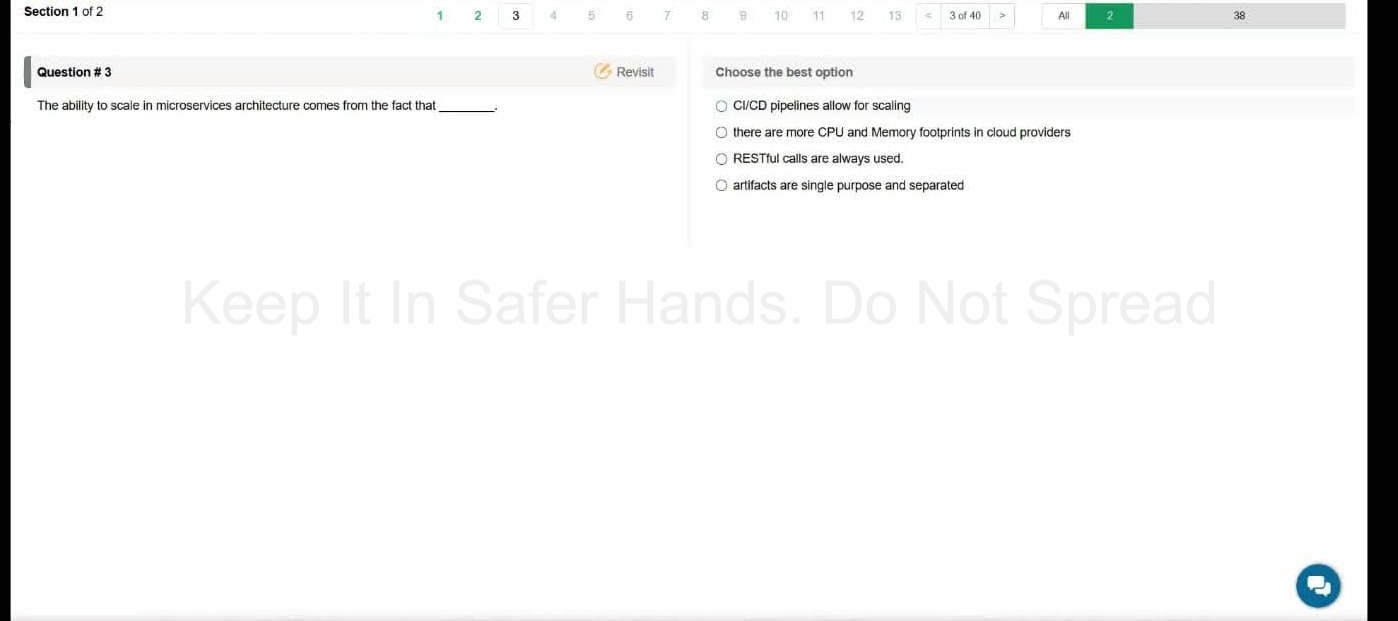 Section 1 of 2
1 2 3 4 5 6 7 8 9 10 11 12 13 < 3 of 40 > All 2 38
Question # 3
Revisit
The ability to scale in microservices architecture comes from the fact that ________.
Choose the best option
CI/CD pipelines allow for scaling
there are more CPU and Memory footprints in cloud providers
RESTful calls are always used.
artifacts are single purpose and separated
Keep It In Safer Hands. Do Not Spread